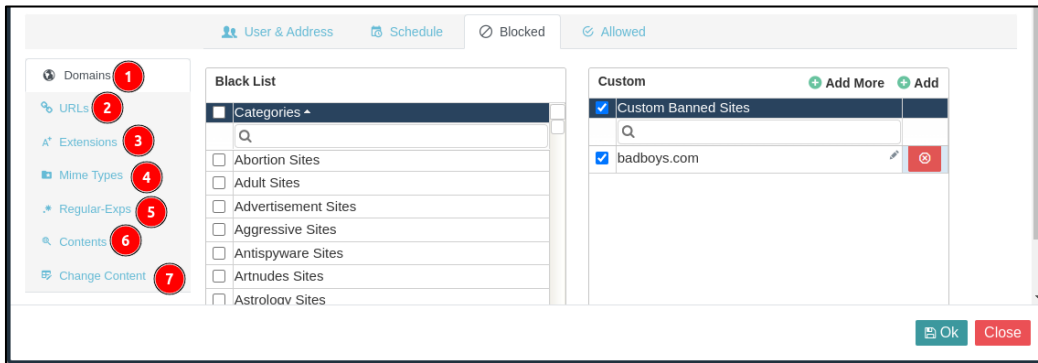 User & Address Schedule Blocked Allowed
Domains 1
URLs 2
Extensions 3
Mime Types 4
Regular-Exps 5
Contents 6
Change Content 7
Black List
Categories
Abortion Sites
Adult Sites
Advertisement Sites
Aggressive Sites
Antispyware Sites
Artnudes Sites
Astrology Sites
Custom Add More Add
Custom Banned Sites
badboys.com
Ok Close